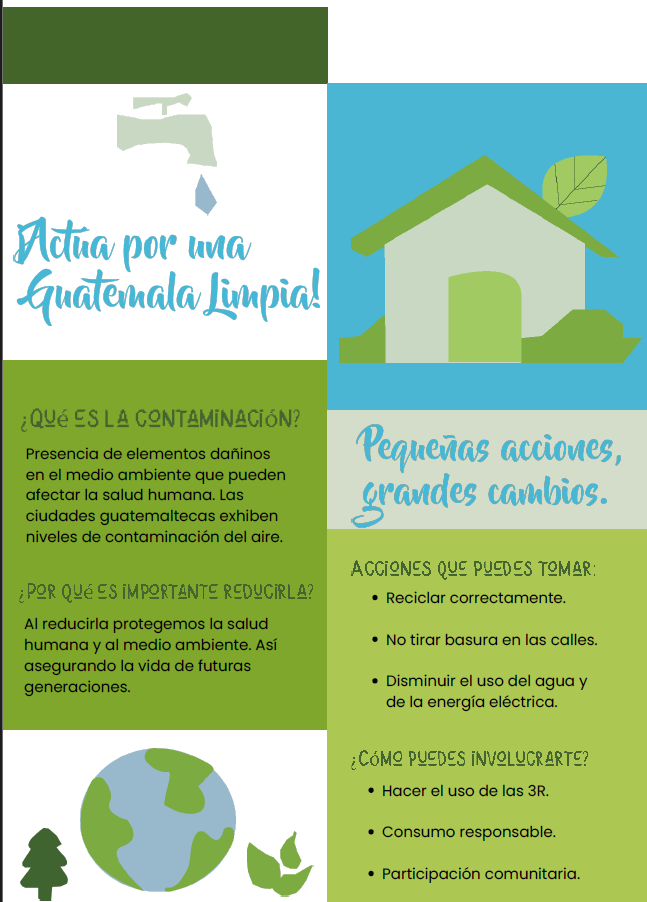 Actua por una
Guatemala Limpia!
¿Qué es la contaminación?
Presencia de elementos dañinos
en el medio ambiente que pueden
afectar la salud humana. Las
ciudades guatemaltecas exhiben
niveles de contaminación del aire.
¿Por qué es importante reducirla?
Al reducirla protegemos la salud
humana y al medio ambiente. Así
asegurando la vida de futuras
generaciones.
Pequeñas acciones,
grandes cambios.
Acciones que puedes tomar:
• Reciclar correctamente.
• No tirar basura en las calles.
• Disminuir el uso del agua y
de la energía eléctrica.
¿Cómo puedes involucrarte?
• Hacer el uso de las 3R.
• Consumo responsable.
• Participación comunitaria.